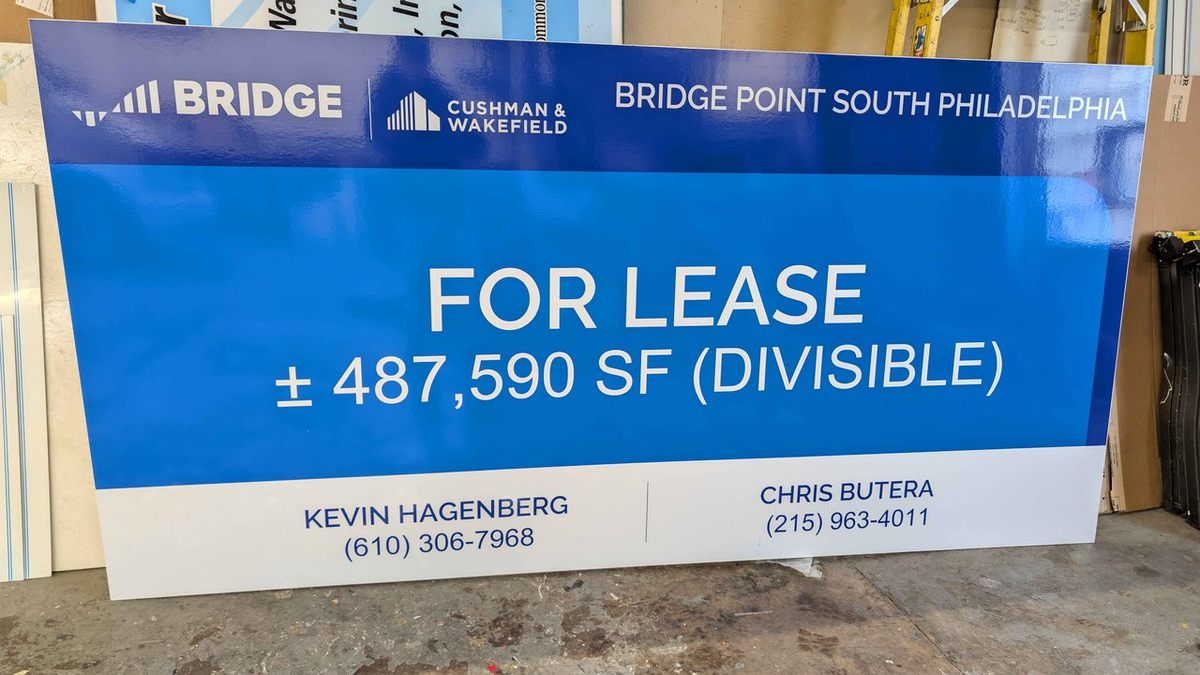 BRIDGE
CUSHMAN &
WAKEFIELD
BRIDGE POINT SOUTH PHILADELPHIA
FOR LEASE
± 487,590 SF (DIVISIBLE)
KEVIN HAGENBERG
(610) 306-7968
CHRIS BUTERA
(215) 963-4011